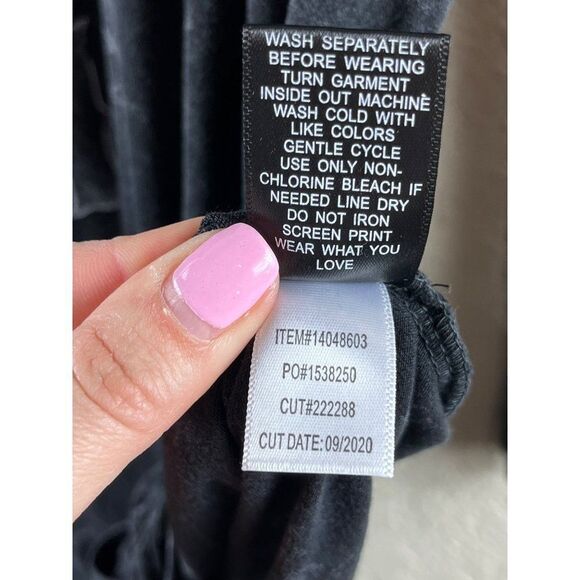 WASH SEPARATELY
BEFORE WEARING
TURN GARMENT
INSIDE OUT MACHINE
WASH COLD WITH
LIKE COLORS
GENTLE CYCLE
USE ONLY NON-
CHLORINE BLEACH IF
NEEDED LINE DRY
DO NOT IRON
SCREEN PRINT
WEAR WHAT YOU
LOVE
ITEM#14048603
PO#1538250
CUT#222288
CUT DATE: 09/2020